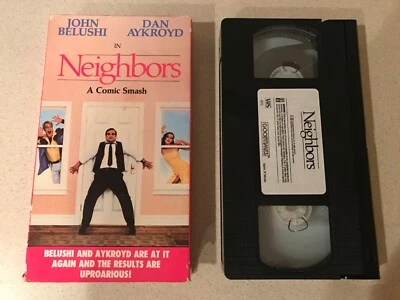 JOHN
BELUSHI
DAN
AYKROYD
IN
Neighbors
A Comic Smash
BELUSHI AND AYKROYD ARE AT IT
AGAIN AND THE RESULTS ARE
UPROARIOUS!
VHS
Neighbors